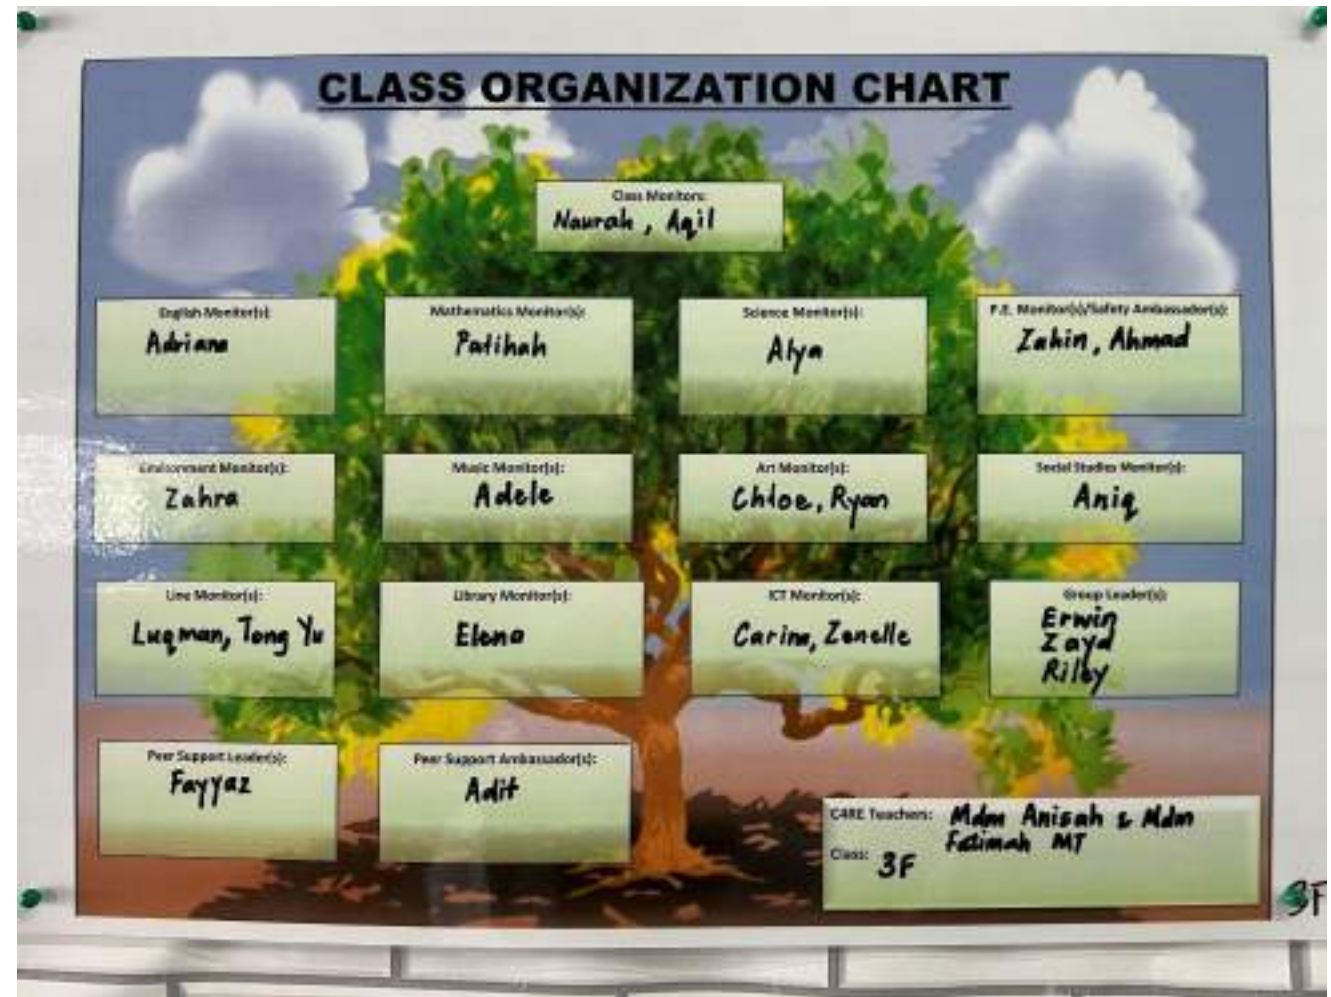 CLASS ORGANIZATION CHART
Class Monitors:
Naurah, Aqil
English Monitor(s):
Adriana
Mathematics Monitor(s):
Fatihah
Science Monitor(s):
Alya
P.E. Monitor(s)/Safety Ambassador(s):
Zahin, Ahmad
Environment Monitor(s):
Zahra
Music Monitor(s):
Adele
Art Monitor(s):
Chloe, Ryan
Social Studies Monitor(s):
Aniq
Line Monitor(s):
Luqman, Tong Yu
Library Monitor(s):
Elena
ICT Monitor(s):
Carina, Zenelle
Group Leader(s):
Erwin
Zayd
Riley
Peer Support Leader(s):
Fayyaz
Peer Support Ambassador(s):
Adit
C4RE Teachers: Mdm Anisah & Mdm
Fatimah MT
Class: 3F
3F